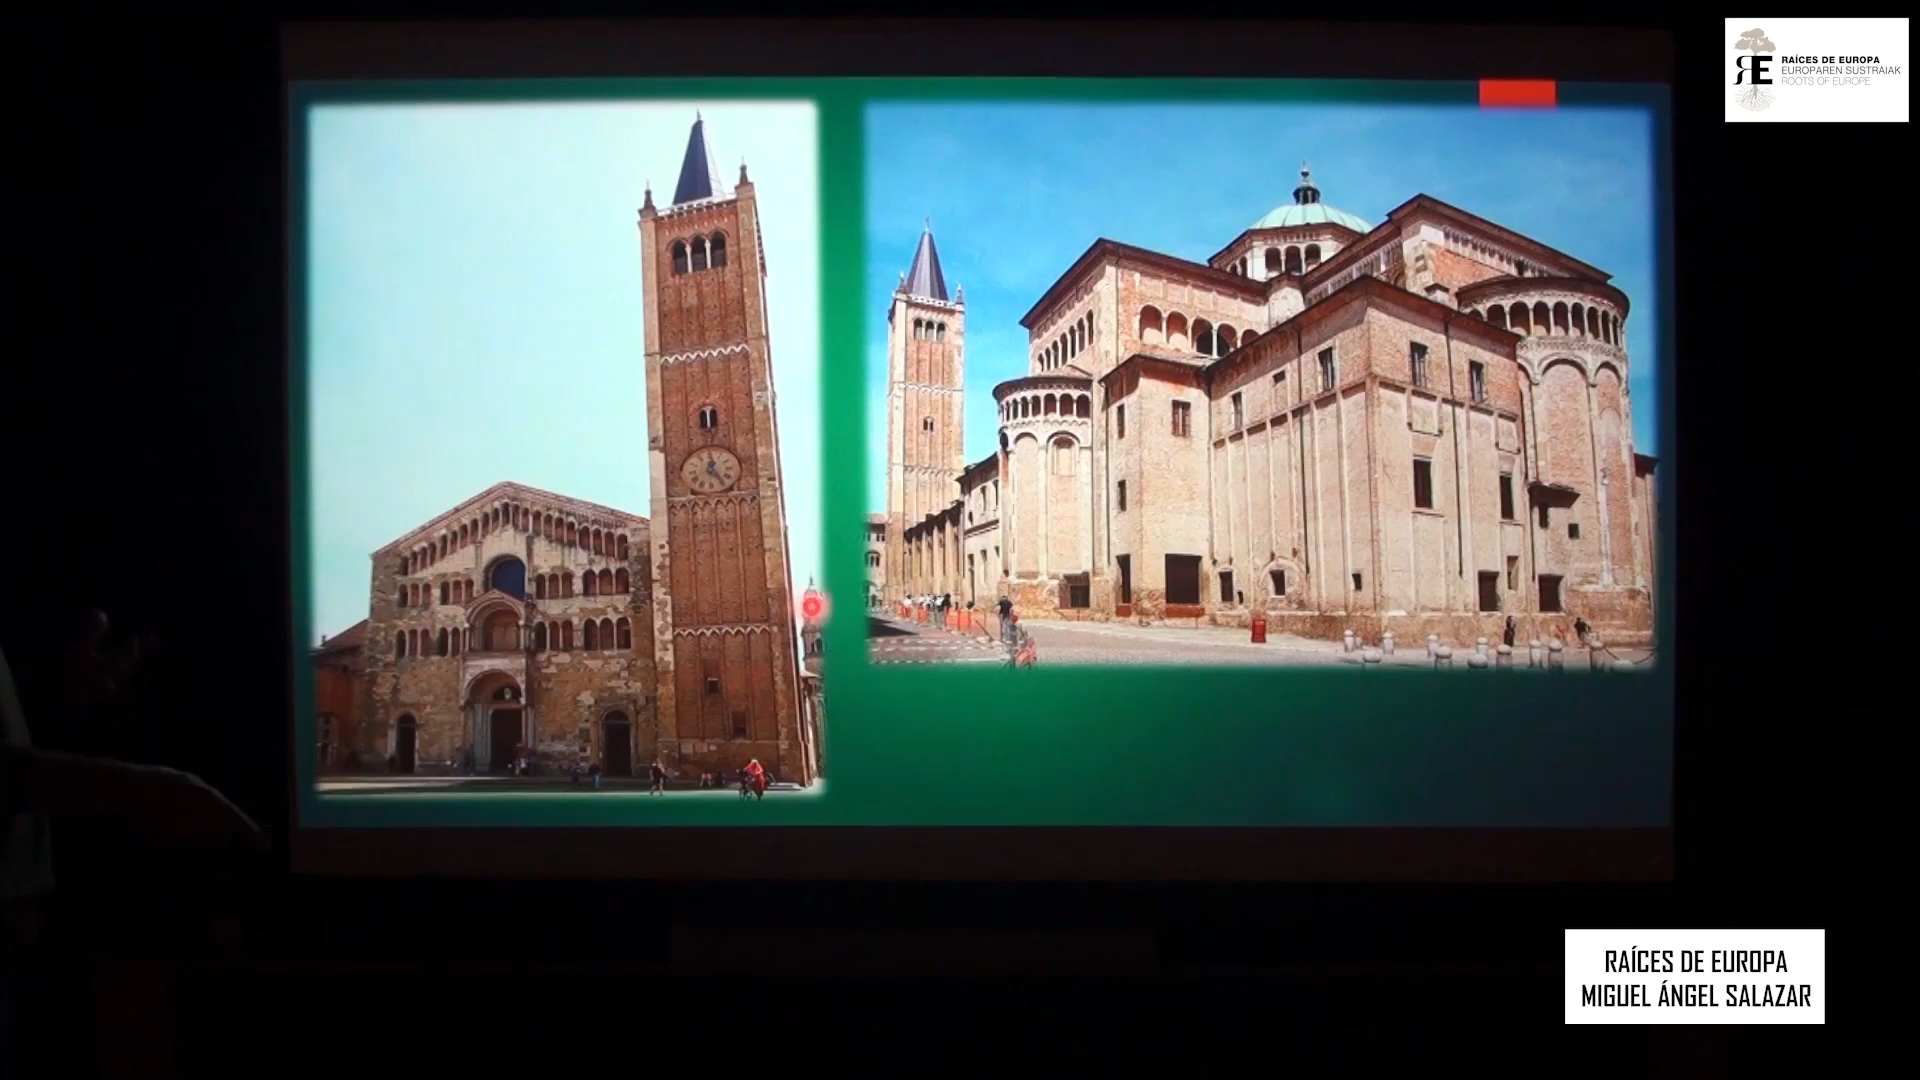 RAÍCES DE EUROPA
EUROPAREN SUSTRAIAK
ROOTS OF EUROPE
RAÍCES DE EUROPA
MIGUEL ÁNGEL SALAZAR